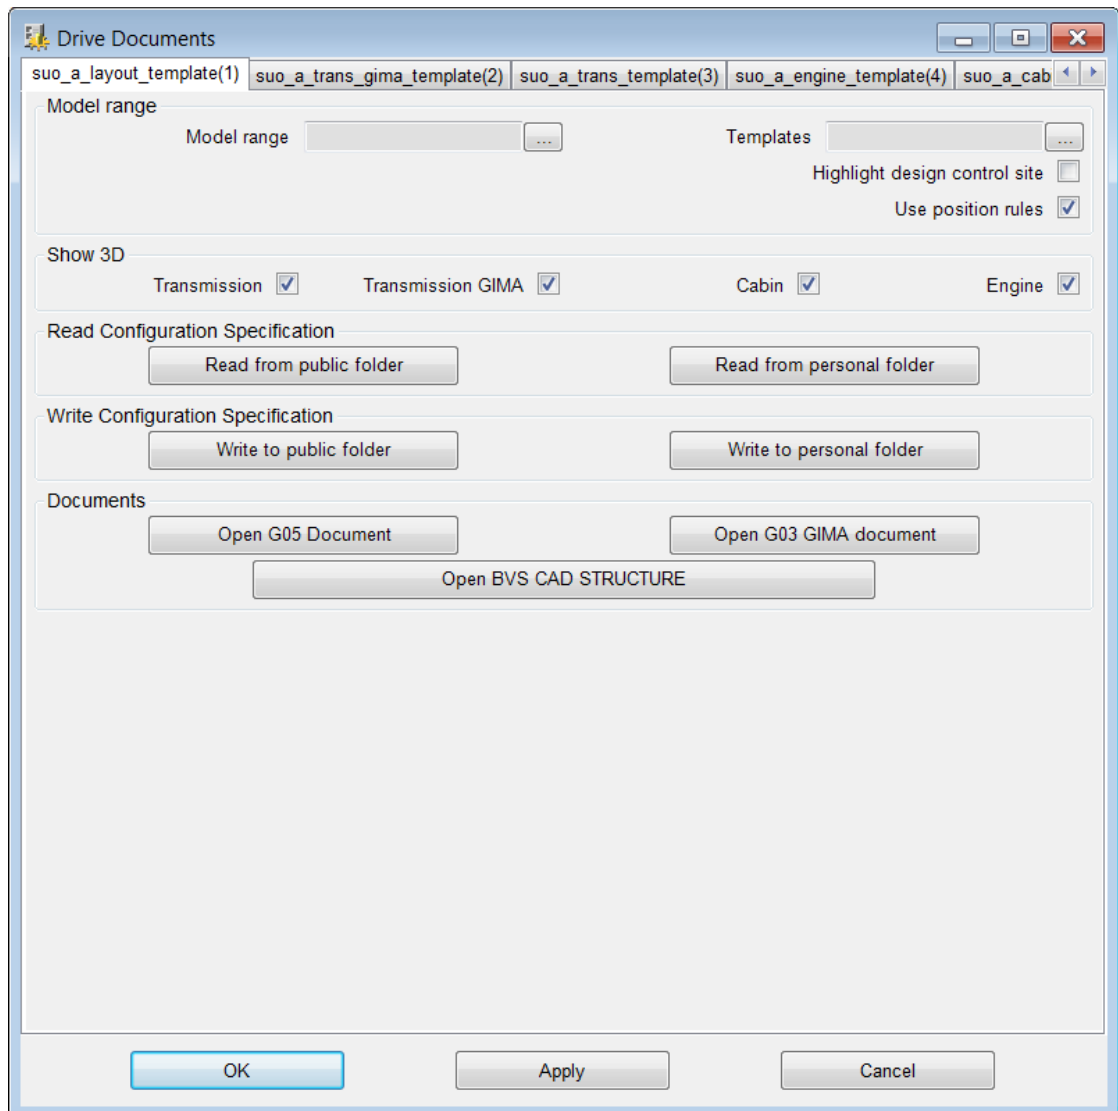 Drive Documents
suo_a_layout_template(1) suo_a_trans_gima_template(2) suo_a_trans_template(3) suo_a_engine_template(4) suo_a_cab
Model range
Model range ... Templates ...
Highlight design control site
Use position rules
Show 3D
Transmission Transmission GIMA Cabin Engine
Read Configuration Specification
Read from public folder Read from personal folder
Write Configuration Specification
Write to public folder Write to personal folder
Documents
Open G05 Document Open G03 GIMA document
Open BVS CAD STRUCTURE
OK Apply Cancel